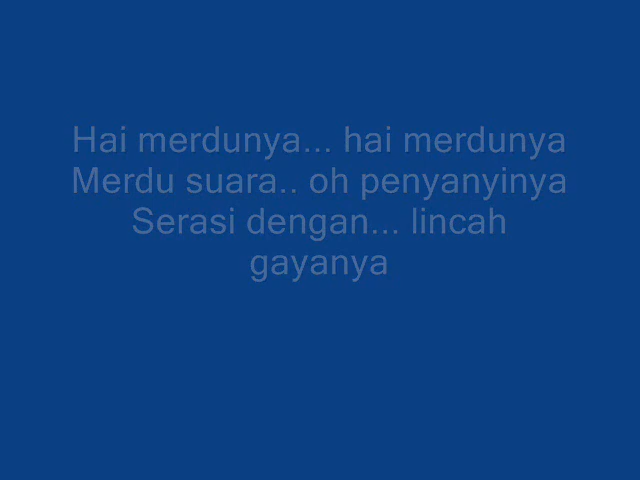 Hai merdunya... hai merdunya
Merdu suara.. oh penyanyinya
Serasi dengan... lincah
gayanya